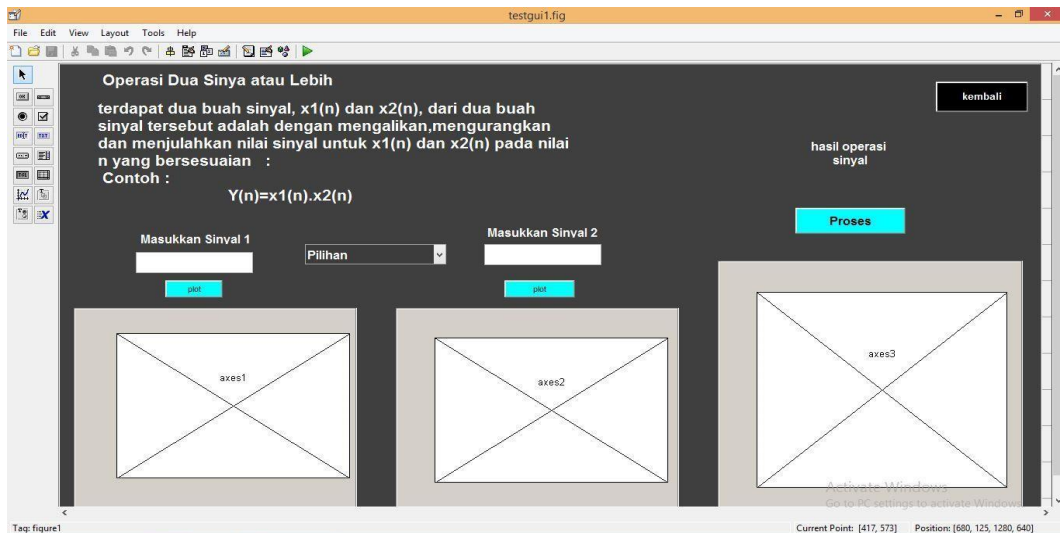 testgui1.fig
File Edit View Layout Tools Help
Operasi Dua Sinya atau Lebih
kembali
terdapat dua buah sinyal, x1(n) dan x2(n), dari dua buah
sinyal tersebut adalah dengan mengalikan,mengurangkan
dan menjulahkan nilai sinyal untuk x1(n) dan x2(n) pada nilai
n yang bersesuaian :
Contoh :
Y(n)=x1(n).x2(n)
hasil operasi
sinyal
Proses
Masukkan Sinyal 1
Pilihan
Masukkan Sinyal 2
plot
plot
axes1
axes2
axes3
Activate Windows
Go to PC settings to activate Windows
Tag: figure1
Current Point: [417, 573] Position: [680, 125, 1280, 640]